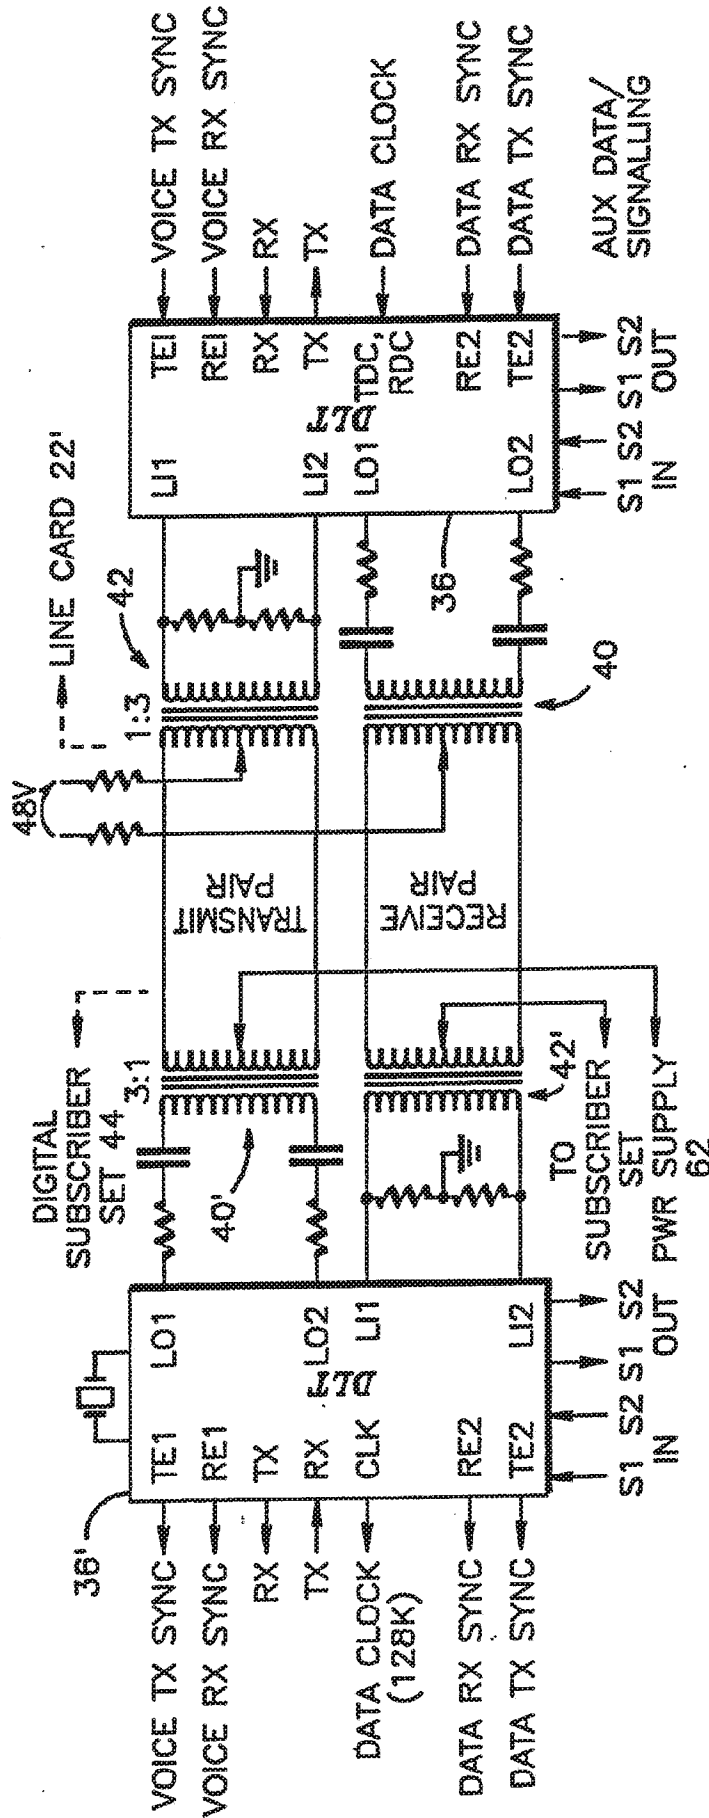 DIGITAL
SUBSCRIBER
SET 44
48V
LINE CARD 22'
36'
3:1
1:3
42
VOICE TX SYNC
VOICE RX SYNC
RX
TX
DATA CLOCK
(128K)
DATA RX SYNC
DATA TX SYNC
TE1
RE1
TX
RX
CLK
RE2
TE2
LO1
LO2
LI1
LI2
DLT
S1 S2
IN
S1 S2
OUT
40'
TRANSMIT
PAIR
RECEIVE
PAIR
42'
TO
SUBSCRIBER
SET
PWR SUPPLY
62
40
36
LI1
LI2
LO1
LO2
DLT
TEI
REI
RX
TX
TDC,
RDC
RE2
TE2
VOICE TX SYNC
VOICE RX SYNC
RX
TX
DATA CLOCK
DATA RX SYNC
DATA TX SYNC
S1 S2
IN
S1 S2
OUT
AUX DATA/
SIGNALLING